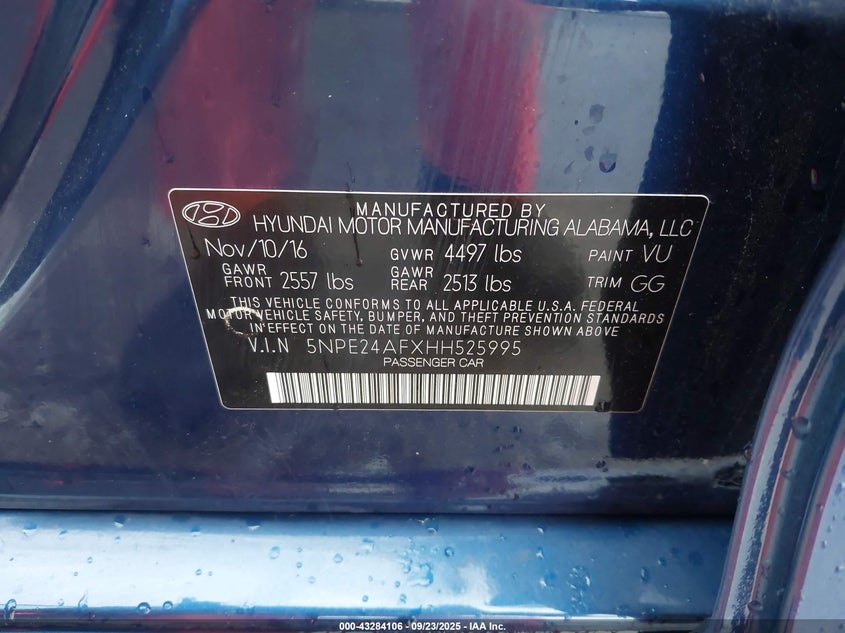 MANUFACTURED BY
HYUNDAI MOTOR MANUFACTURING ALABAMA, LLC
Nov/10/16 GVWR 4497 lbs PAINT VU
GAWR FRONT 2557 lbs GAWR REAR 2513 lbs TRIM GG
THIS VEHICLE CONFORMS TO ALL APPLICABLE U.S.A. FEDERAL
MOTOR VEHICLE SAFETY, BUMPER, AND THEFT PREVENTION STANDARDS
IN EFFECT ON THE DATE OF MANUFACTURE SHOWN ABOVE
V.I.N 5NPE24AFXHH525995
PASSENGER CAR
000-43284106 - 09/23/2025 - IAA Inc.